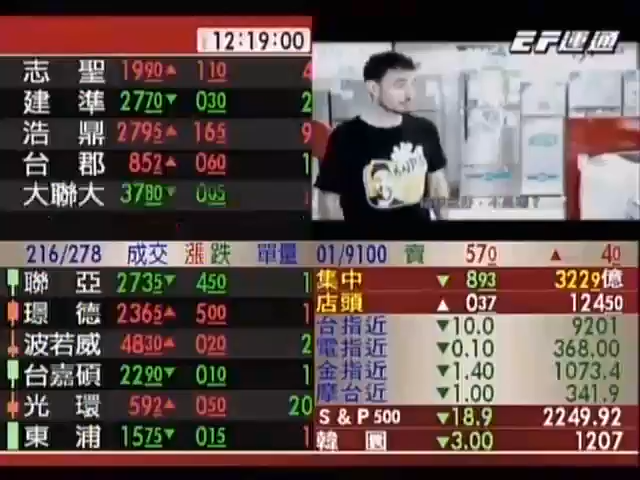 12:19:00
EF運通
志聖 1990▲ 110 4
建準 2770▼ 030 2
浩鼎 2795▲ 165 9
台郡 852▲ 060 1
大聯大 3780▼ 005 1
216/278 成交 漲跌 單量
01/9100 賣 570 ▲ 40
聯亞 2735▼ 450 1
環德 2365▲ 500 1
波若威 4830▲ 020 2
台嘉碩 2290▼ 010 1
光環 592▲ 050 20
東浦 1575▼ 015 1
集中 ▼ 893 3229億
店頭 ▲ 037 12450
台指近 ▼10.0 9201
電指近 ▼0.10 368.00
金指近 ▼1.40 1073.4
摩台近 ▼1.00 341.9
S&P500 ▼18.9 2249.92
韓圜 ▼3.00 1207